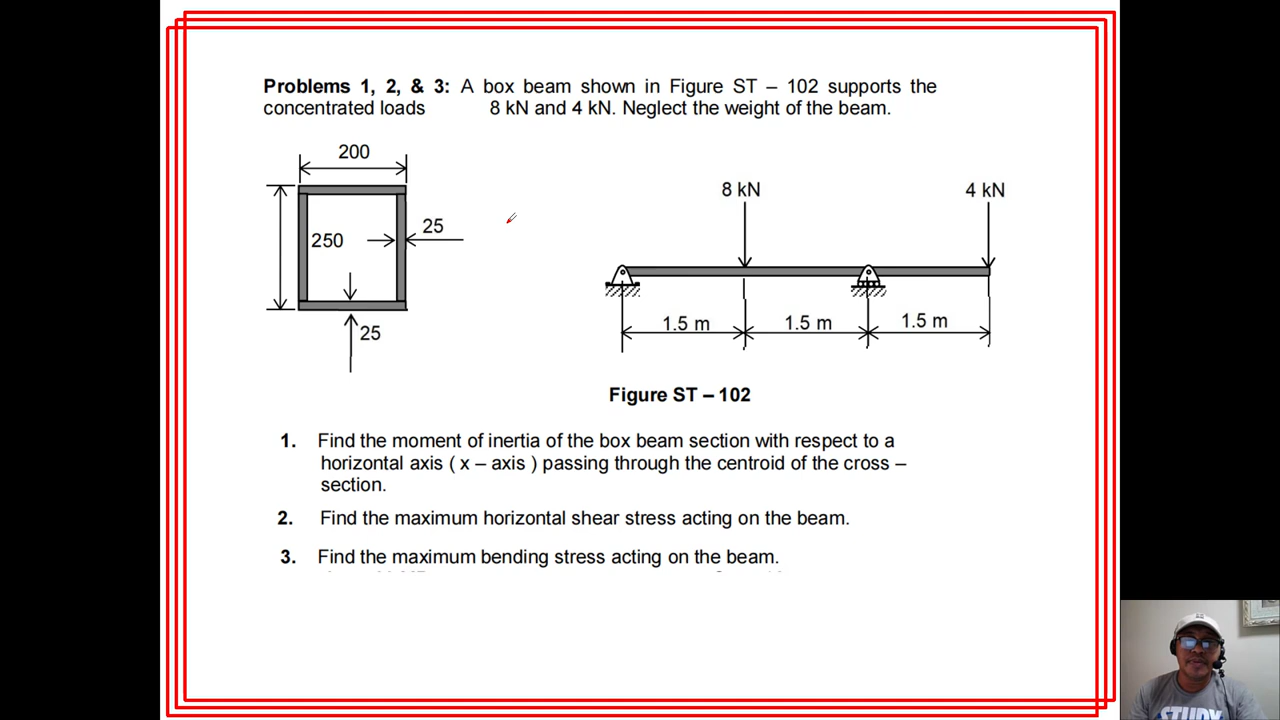 Problems 1, 2, & 3: A box beam shown in Figure ST – 102 supports the
concentrated loads 8 kN and 4 kN. Neglect the weight of the beam.
200
250
25
25
8 kN
4 kN
1.5 m
1.5 m
1.5 m
Figure ST – 102
1. Find the moment of inertia of the box beam section with respect to a
horizontal axis ( x – axis ) passing through the centroid of the cross –
section.
2. Find the maximum horizontal shear stress acting on the beam.
3. Find the maximum bending stress acting on the beam.
STUDY